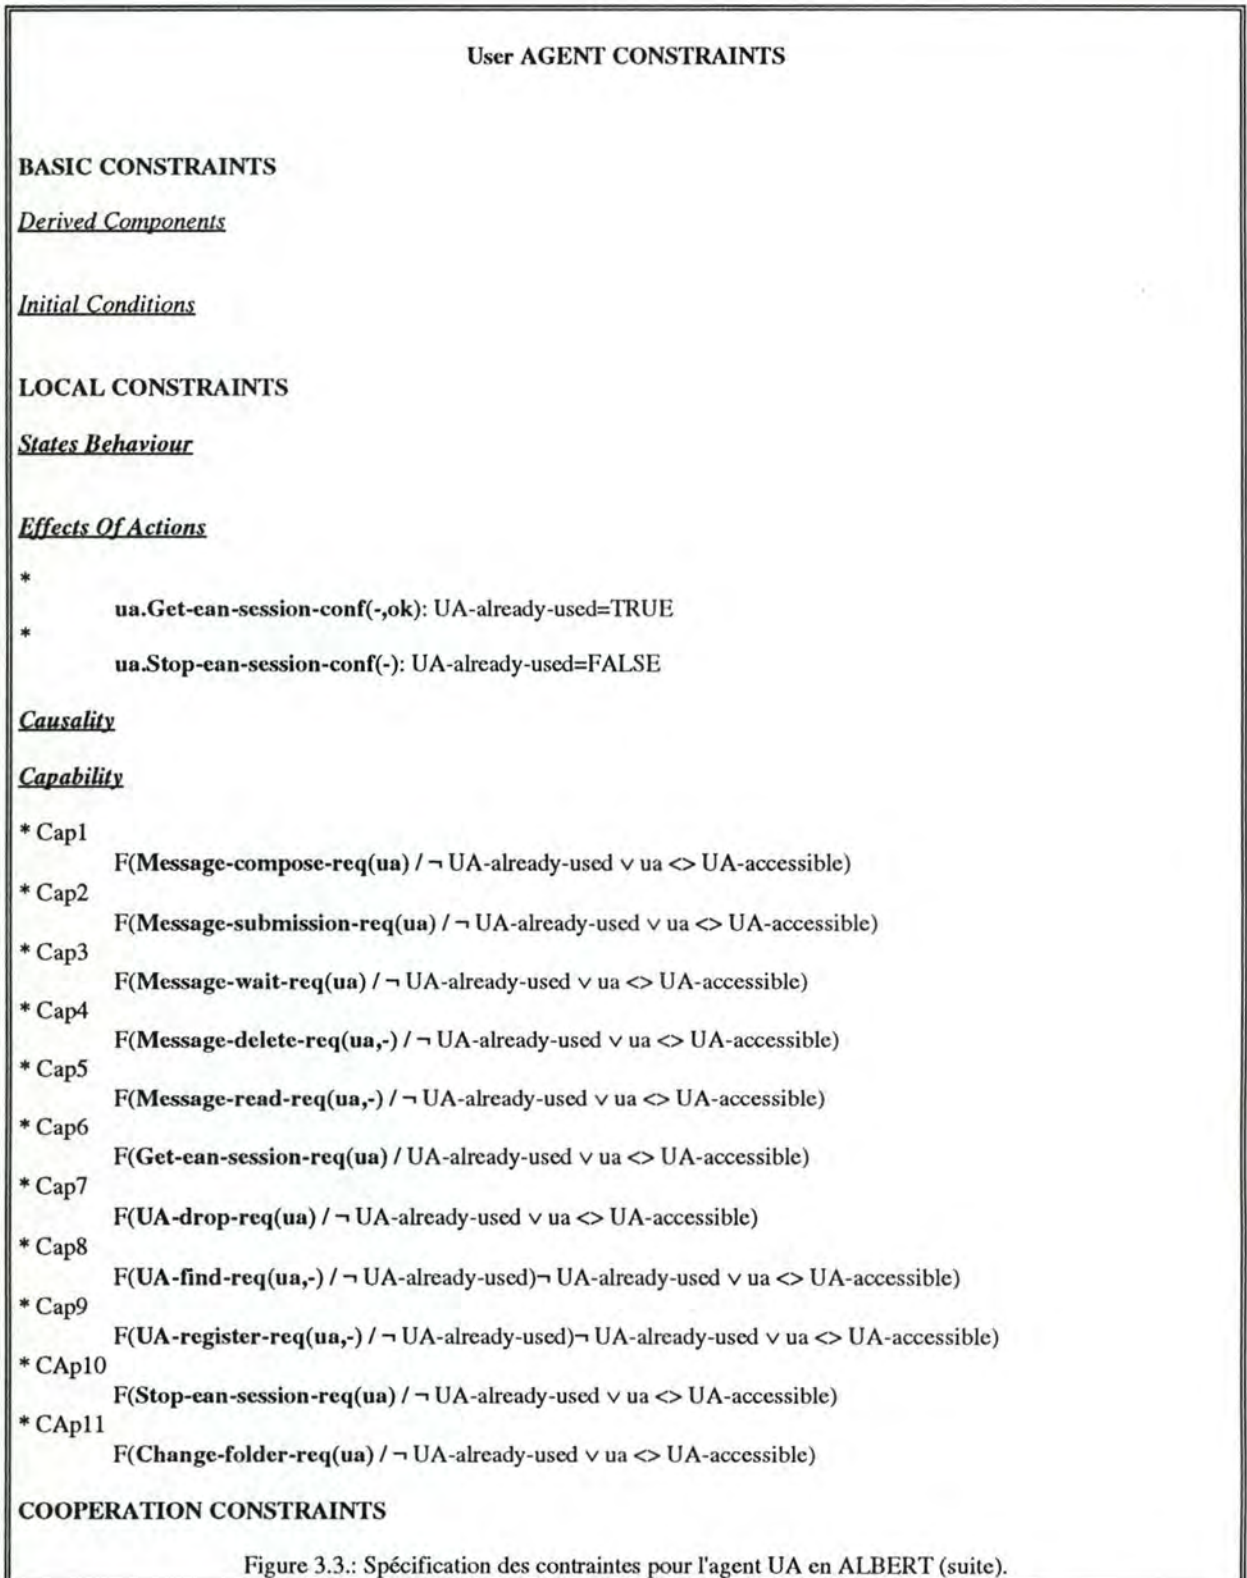 User AGENT CONSTRAINTS
BASIC CONSTRAINTS
Derived Components
Initial Conditions
LOCAL CONSTRAINTS
States Behaviour
Effects Of Actions
*
ua.Get-ean-session-conf(-,ok): UA-already-used=TRUE
*
ua.Stop-ean-session-conf(-): UA-already-used=FALSE
Causality
Capability
* Cap1
F(Message-compose-req(ua) / ¬ UA-already-used ∨ ua <> UA-accessible)
* Cap2
F(Message-submission-req(ua) / ¬ UA-already-used ∨ ua <> UA-accessible)
* Cap3
F(Message-wait-req(ua) / ¬ UA-already-used ∨ ua <> UA-accessible)
* Cap4
F(Message-delete-req(ua,-) / ¬ UA-already-used ∨ ua <> UA-accessible)
* Cap5
F(Message-read-req(ua,-) / ¬ UA-already-used ∨ ua <> UA-accessible)
* Cap6
F(Get-ean-session-req(ua) / UA-already-used ∨ ua <> UA-accessible)
* Cap7
F(UA-drop-req(ua) / ¬ UA-already-used ∨ ua <> UA-accessible)
* Cap8
F(UA-find-req(ua,-) / ¬ UA-already-used)¬ UA-already-used ∨ ua <> UA-accessible)
* Cap9
F(UA-register-req(ua,-) / ¬ UA-already-used)¬ UA-already-used ∨ ua <> UA-accessible)
* CAp10
F(Stop-ean-session-req(ua) / ¬ UA-already-used ∨ ua <> UA-accessible)
* CAp11
F(Change-folder-req(ua) / ¬ UA-already-used ∨ ua <> UA-accessible)
COOPERATION CONSTRAINTS
Figure 3.3.: Spécification des contraintes pour l'agent UA en ALBERT (suite).